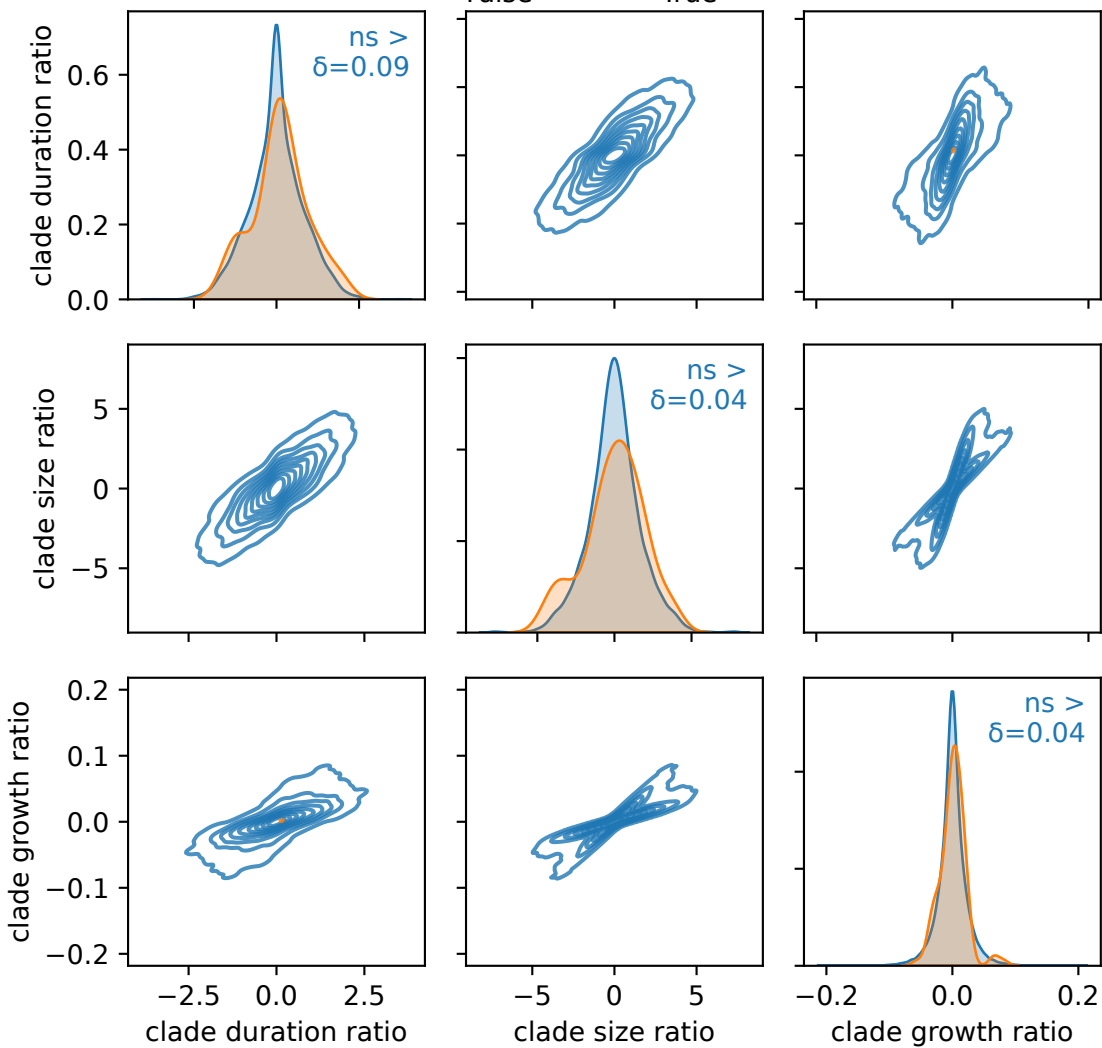 clade duration ratio
0.6
0.4
0.2
0.0
ns >
δ=0.09
clade size ratio
5
0
−5
ns >
δ=0.04
clade growth ratio
0.2
0.1
0.0
−0.1
−0.2
ns >
δ=0.04
−2.5 0.0 2.5
−5 0 5
−0.2 0.0 0.2
clade duration ratio
clade size ratio
clade growth ratio